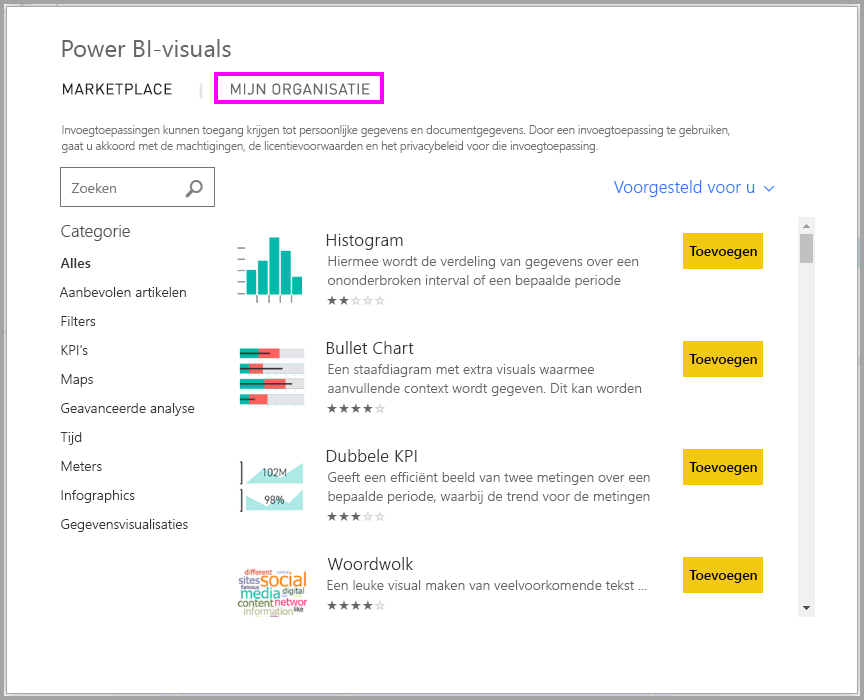 Power BI-visuals
MARKETPLACE | MIJN ORGANISATIE
Invoegtoepassingen kunnen toegang krijgen tot persoonlijke gegevens en documentgegevens. Door een invoegtoepassing te gebruiken,
gaat u akkoord met de machtigingen, de licentievoorwaarden en het privacybeleid voor die invoegtoepassing.
Zoeken
Voorgesteld voor u
Categorie
Alles
Aanbevolen artikelen
Filters
KPI's
Maps
Geavanceerde analyse
Tijd
Meters
Infographics
Gegevensvisualisaties
Histogram
Hiermee wordt de verdeling van gegevens over een
ononderbroken interval of een bepaalde periode
Toevoegen
Bullet Chart
Een staafdiagram met extra visuals waarmee
aanvullende context wordt gegeven. Dit kan worden
Toevoegen
102M
98%
Dubbele KPI
Geeft een efficiënt beeld van twee metingen over een
bepaalde periode, waarbij de trend voor de metingen
Toevoegen
different
sites social
famous
media digital
content networ
information like
Woordwolk
Een leuke visual maken van veelvoorkomende tekst ...
Toevoegen